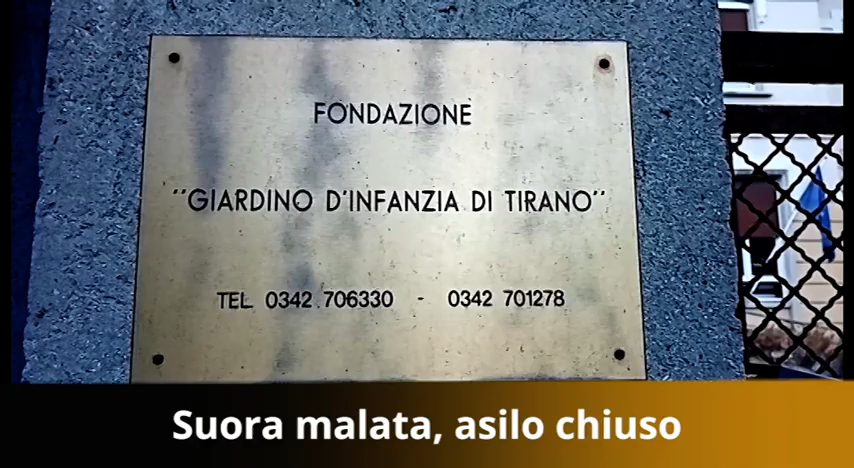 FONDAZIONE
"GIARDINO D'INFANZIA DI TIRANO"
TEL 0342.706330 - 0342 701278
Suora malata, asilo chiuso